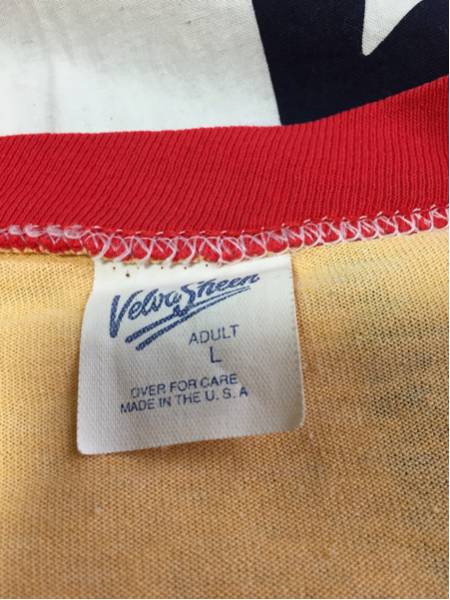 Velva Sheen
ADULT
L
OVER FOR CARE
MADE IN THE U.S.A